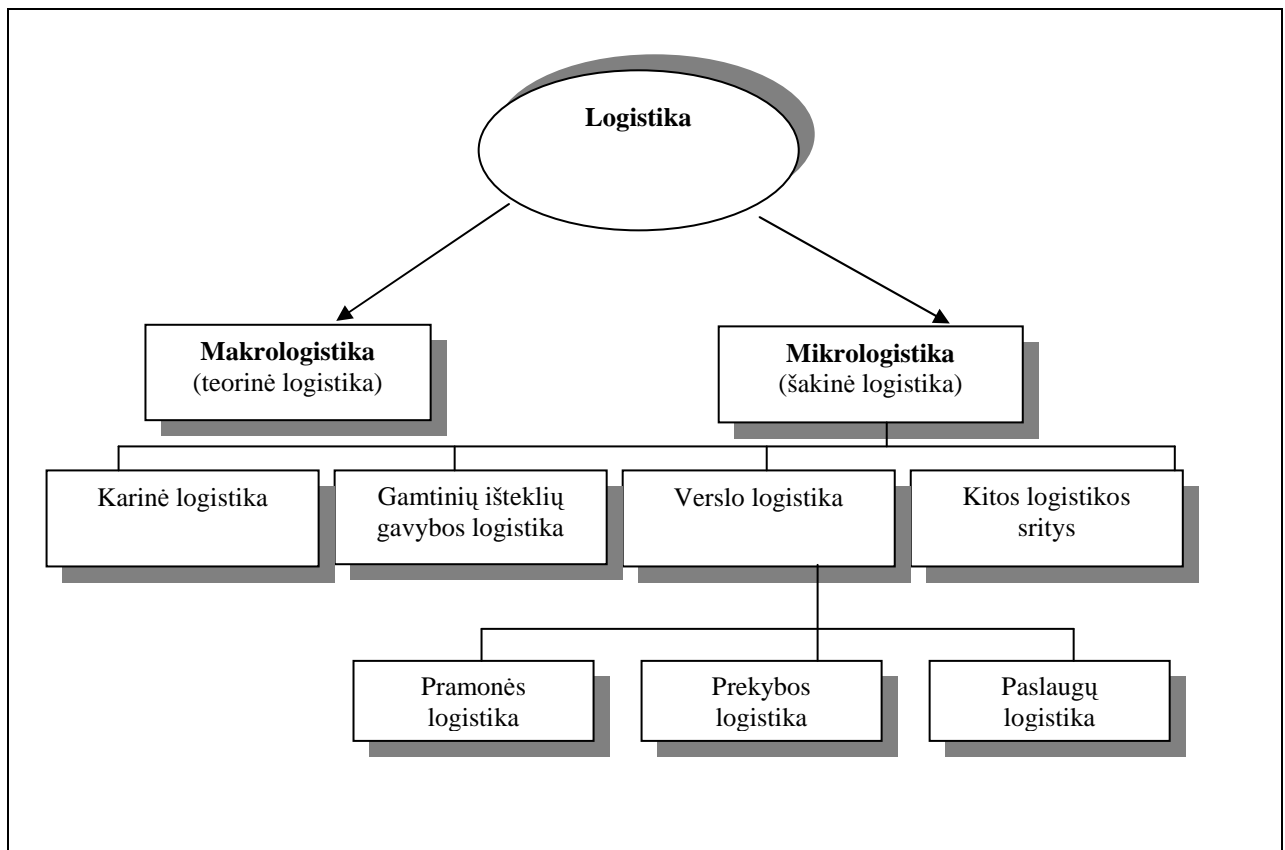 Logistika
Makrologistika
(teorinė logistika)
Mikrologistika
(šakinė logistika)
Karinė logistika
Gamtinių išteklių
gavybos logistika
Verslo logistika
Kitos logistikos
sritys
Pramonės
logistika
Prekybos
logistika
Paslaugų
logistika